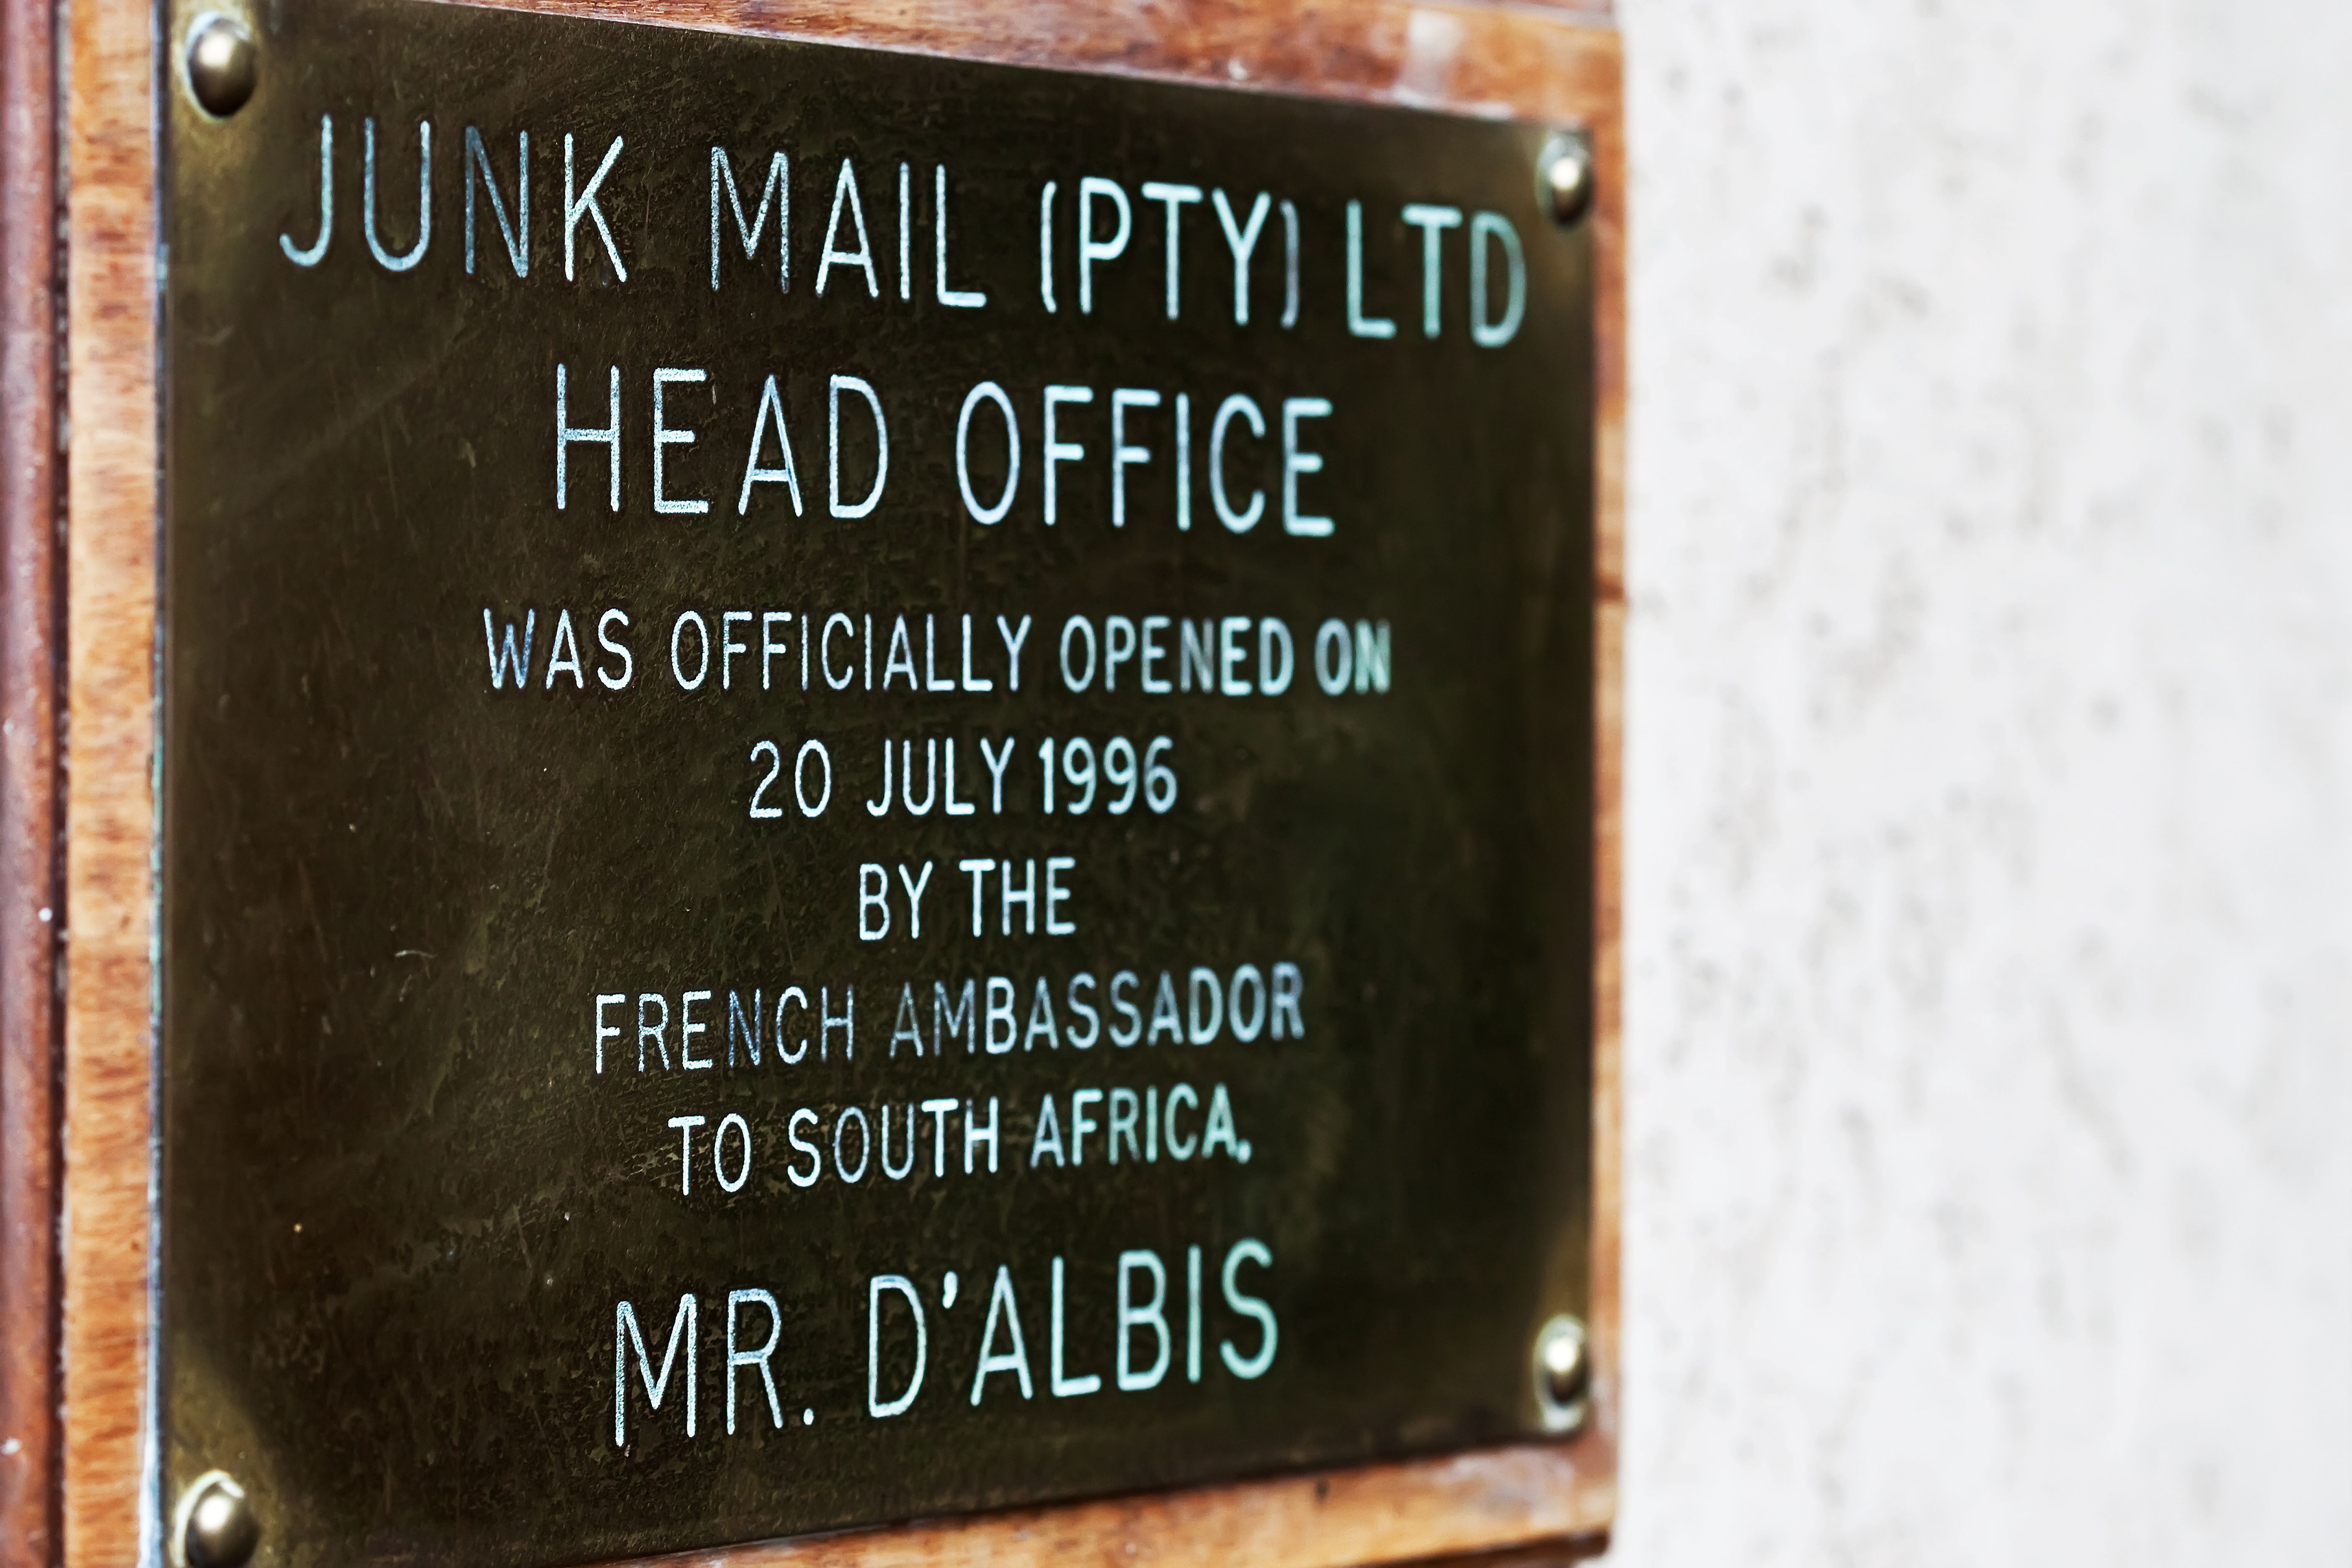 JUNK MAIL (PTY) LTD
HEAD OFFICE
WAS OFFICIALLY OPENED ON
20 JULY 1996
BY THE
FRENCH AMBASSADOR
TO SOUTH AFRICA.
MR. D'ALBIS